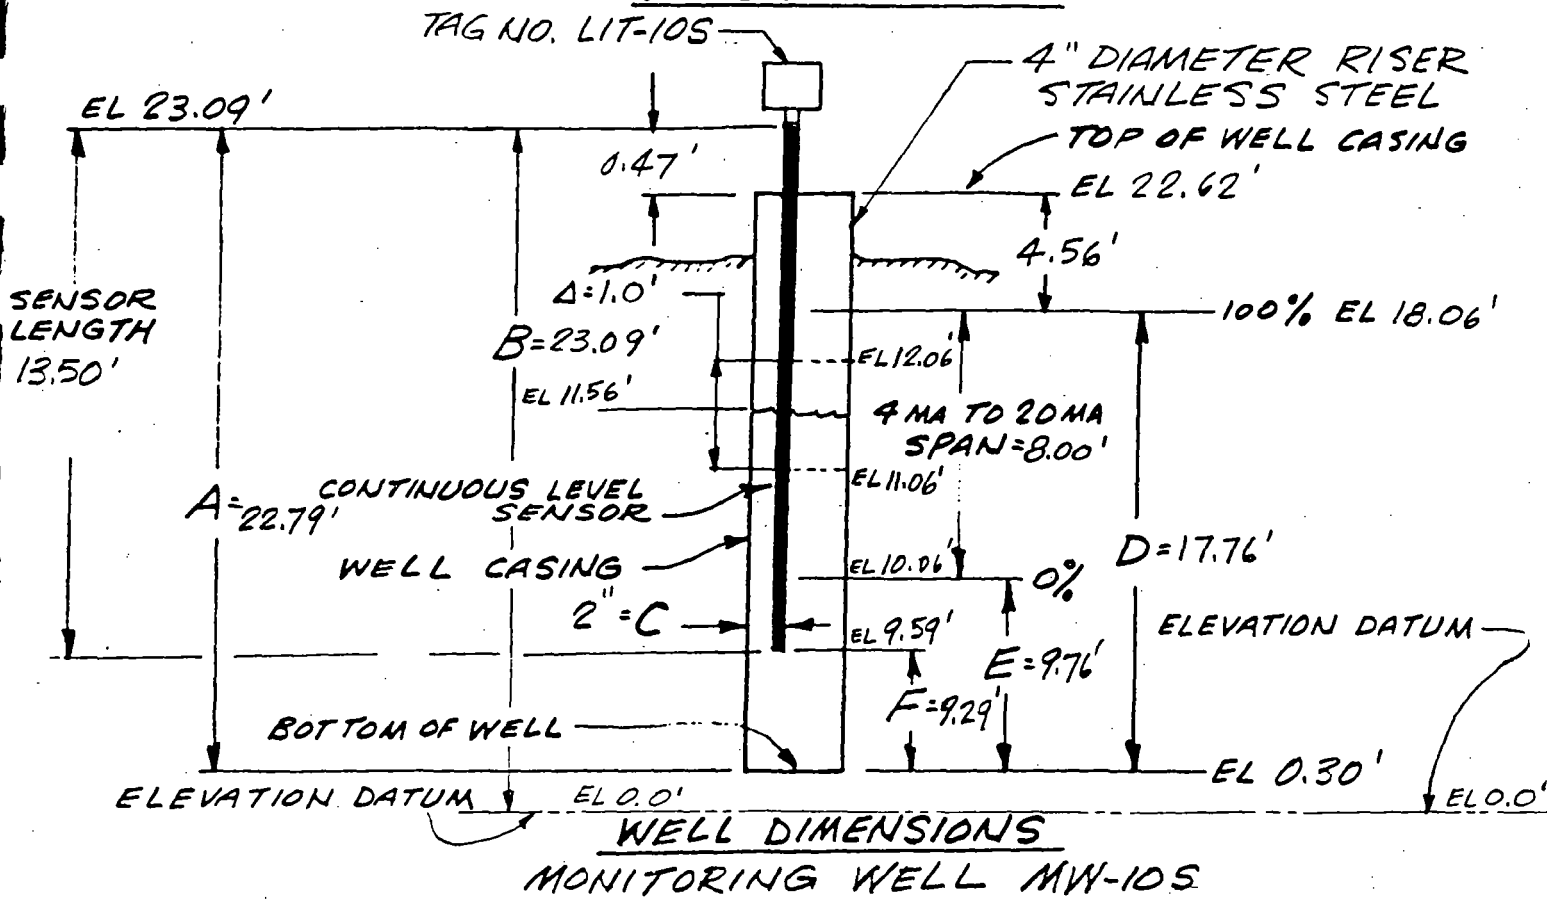 TAG NO. LIT-10S
4" DIAMETER RISER
STAINLESS STEEL
EL 23.09'
TOP OF WELL CASING
0.47'
EL 22.62'
4.56'
SENSOR
LENGTH
13.50'
Δ=1.0'
100% EL 18.06'
B=23.09'
EL 12.06'
EL 11.56'
4 MA TO 20 MA
SPAN=8.00'
EL 11.06'
A=22.79'
CONTINUOUS LEVEL
SENSOR
D=17.76'
WELL CASING
EL 10.06'
0%
2"=C
EL 9.59'
ELEVATION DATUM
E=9.76'
F=9.29'
BOTTOM OF WELL
EL 0.30'
ELEVATION DATUM
EL 0.0'
EL 0.0'
WELL DIMENSIONS
MONITORING WELL MW-10S